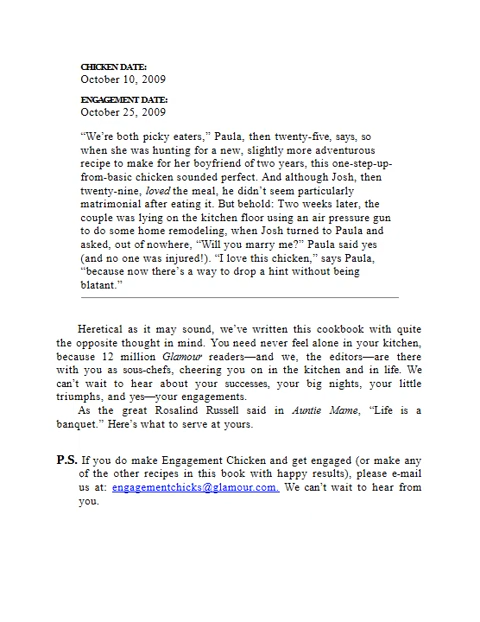 CHICKEN DATE:
October 10, 2009
ENGAGEMENT DATE:
October 25, 2009
“We’re both picky eaters,” Paula, then twenty-five, says, so
when she was hunting for a new, slightly more adventurous
recipe to make for her boyfriend of two years, this one-step-up-
from-basic chicken sounded perfect. And although Josh, then
twenty-nine, loved the meal, he didn’t seem particularly
matrimonial after eating it. But behold: Two weeks later, the
couple was lying on the kitchen floor using an air pressure gun
to do some home remodeling, when Josh turned to Paula and
asked, out of nowhere, “Will you marry me?” Paula said yes
(and no one was injured!). “I love this chicken,” says Paula,
“because now there’s a way to drop a hint without being
blatant.”
Heretical as it may sound, we’ve written this cookbook with quite
the opposite thought in mind. You need never feel alone in your kitchen,
because 12 million Glamour readers—and we, the editors—are there
with you as sous-chefs, cheering you on in the kitchen and in life. We
can’t wait to hear about your successes, your big nights, your little
triumphs, and yes—your engagements.
As the great Rosalind Russell said in Auntie Mame, “Life is a
banquet.” Here’s what to serve at yours.
P.S. If you do make Engagement Chicken and get engaged (or make any
of the other recipes in this book with happy results), please e-mail
us at: engagementchicks@glamour.com. We can’t wait to hear from
you.